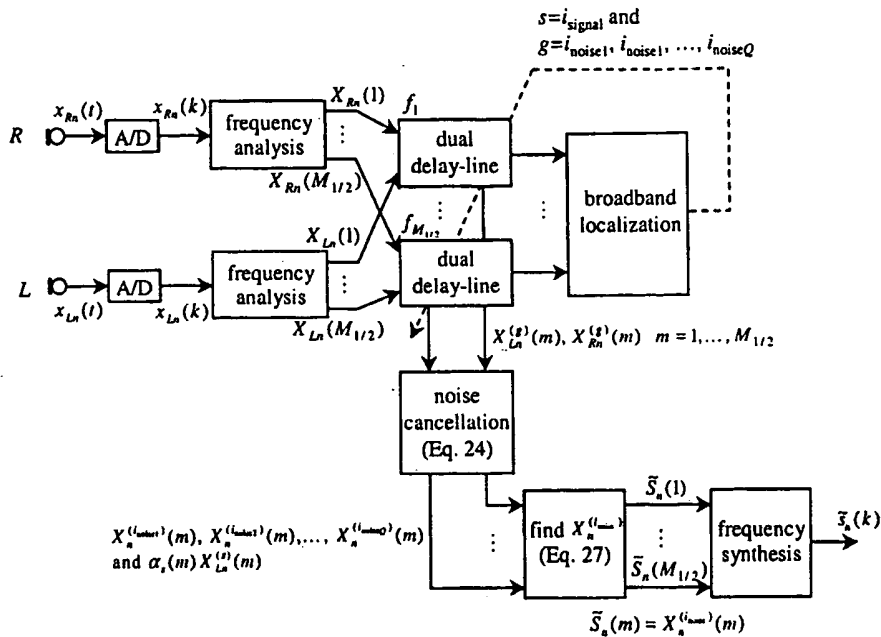 s=i_signal and
g=i_noise1, i_noise1, ..., i_noiseQ
R
x_Rn(t)
A/D
x_Rn(k)
frequency
analysis
X_Rn(1)
⋮
X_Rn(M_1/2)
f_1
dual
delay-line
⋮
f_M_1/2
dual
delay-line
⋮
broadband
localization
L
x_Ln(t)
A/D
x_Ln(k)
frequency
analysis
X_Ln(1)
⋮
X_Ln(M_1/2)
X_Ln^(g)(m), X_Rn^(g)(m) m = 1,..., M_1/2
noise
cancellation
(Eq. 24)
X_n^(i_noise1)(m), X_n^(i_noise2)(m),..., X_n^(i_noiseQ)(m)
and α_s(m) X_Ln^(s)(m)
⋮
find X_n^(i_min)
(Eq. 27)
S̃_n(1)
⋮
S̃_n(M_1/2)
frequency
synthesis
s̃_n(k)
S̃_n(m) = X_n^(i_min)(m)